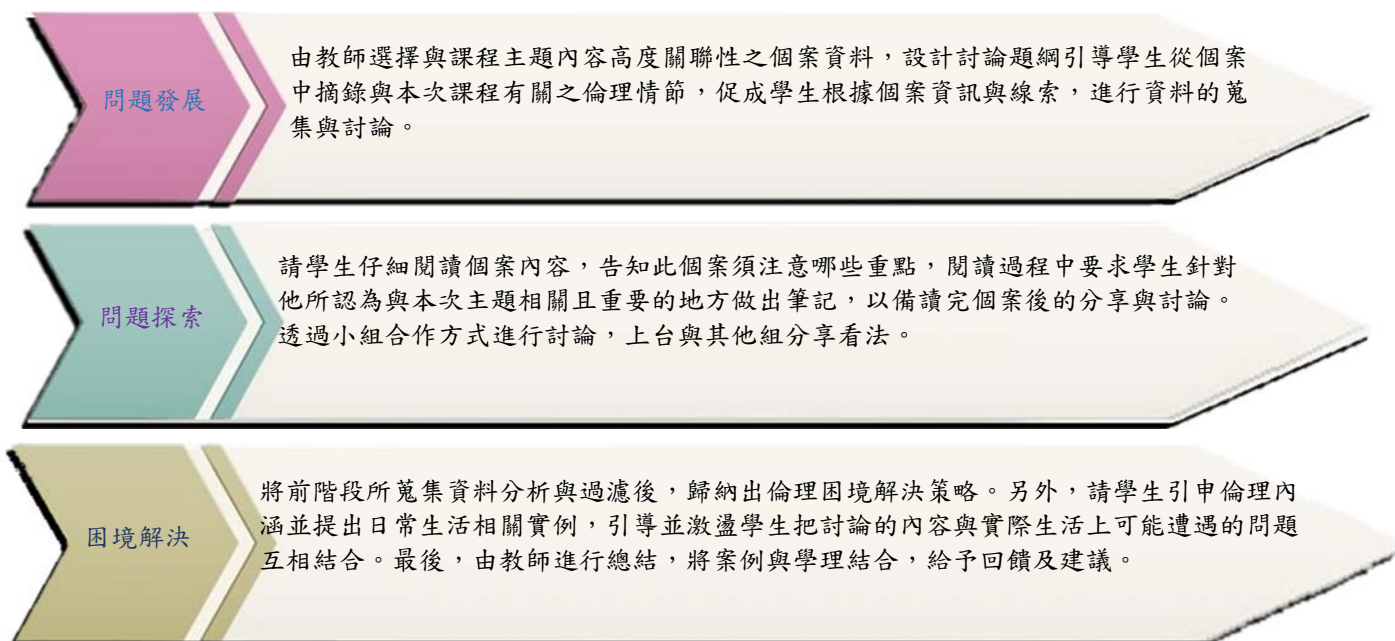 問題發展
由教師選擇與課程主題內容高度關聯性之個案資料，設計討論題綱引導學生從個案
中摘錄與本次課程有關之倫理情節，促成學生根據個案資訊與線索，進行資料的蒐
集與討論。
問題探索
請學生仔細閱讀個案內容，告知此個案須注意哪些重點，閱讀過程中要求學生針對
他所認為與本次主題相關且重要的地方做出筆記，以備讀完個案後的分享與討論。
透過小組合作方式進行討論，上台與其他組分享看法。
困境解決
將前階段所蒐集資料分析與過濾後，歸納出倫理困境解決策略。另外，請學生引申倫理內
涵並提出日常生活相關實例，引導並激盪學生把討論的內容與實際生活上可能遭遇的問題
互相結合。最後，由教師進行總結，將案例與學理結合，給予回饋及建議。